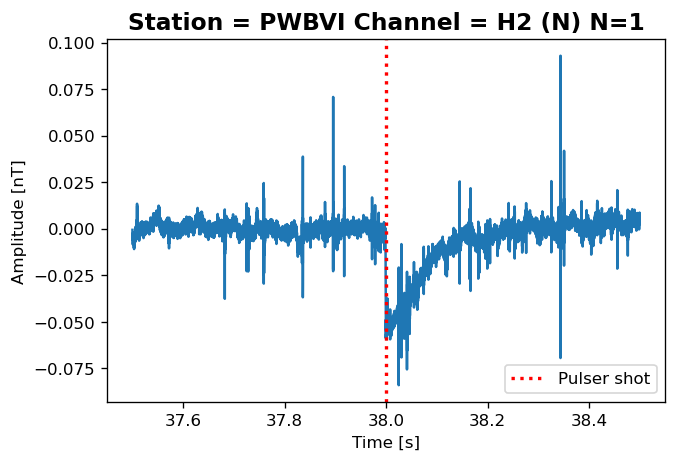 Station = PWBVI Channel = H2 (N) N=1
Amplitude [nT]
0.100
0.075
0.050
0.025
0.000
−0.025
−0.050
−0.075
Pulser shot
37.6 37.8 38.0 38.2 38.4
Time [s]